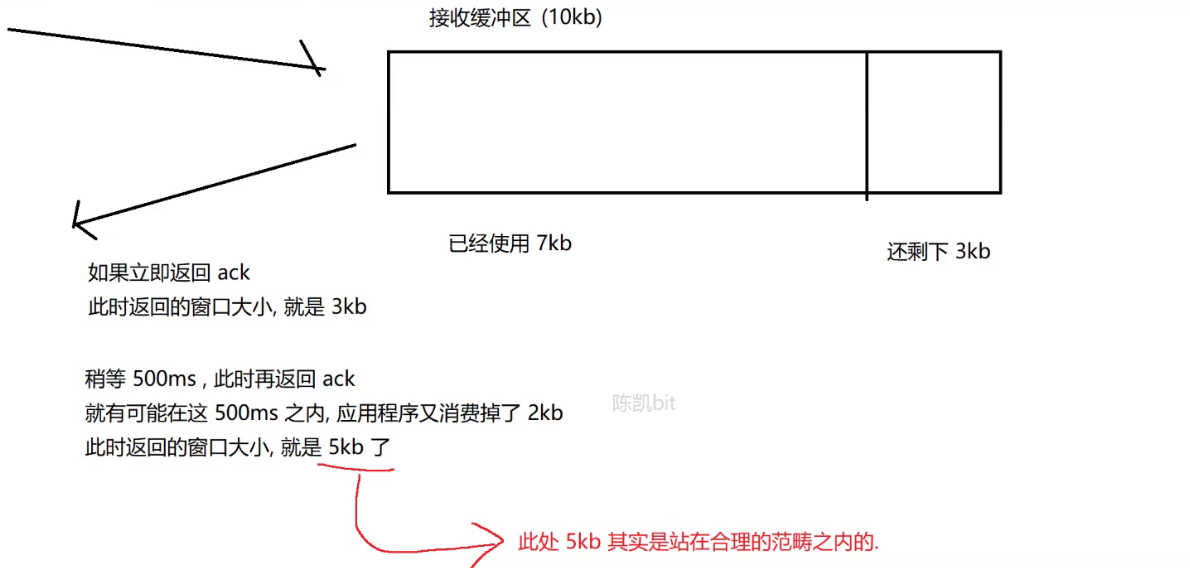 接收缓冲区 (10kb)
已经使用 7kb
还剩下 3kb
如果立即返回 ack
此时返回的窗口大小, 就是 3kb
稍等 500ms , 此时再返回 ack
就有可能在这 500ms 之内, 应用程序又消费掉了 2kb
此时返回的窗口大小, 就是 5kb 了
陈凯bit
此处 5kb 其实是站在合理的范畴之内的.